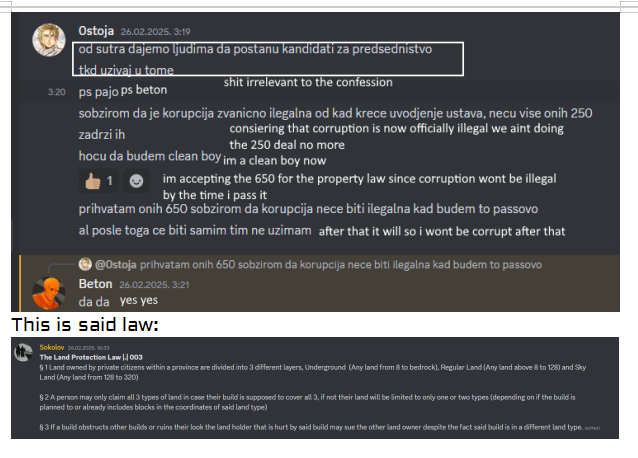 Ostoja 26.02.2025. 3:19
od sutra dajemo ljudima da postanu kandidati za predsednistvo
tkd uzivaj u tome
shit irrelevant to the confession
3:20 ps pajo ps beton
sobzirom da je korupcija zvanicno ilegalna od kad krece uvodjenje ustava, necu vise onih 250
zadrzi ih
consiering that corruption is now officially illegal we aint doing
the 250 deal no more
hocu da budem clean boy im a clean boy now
1
im accepting the 650 for the property law since corruption wont be illegal
by the time i pass it
prihvatam onih 650 sobzirom da korupcija nece biti ilegalna kad budem to passovo
al posle toga ce biti samim tim ne uzimam after that it will so i wont be corrupt after that
@Ostoja prihvatam onih 650 sobzirom da korupcija nece biti ilegalna kad budem to passovo
Beton 26.02.2025. 3:21
da da yes yes
This is said law:
Sokolov 26.02.2025. 16:33
The Land Protection Law |.| 003
§ 1 Land owned by private citizens within a province are divided into 3 different layers, Underground (Any land from 8 to bedrock), Regular Land (Any land above 8 to 128) and Sky
Land (Any land from 128 to 320)
§ 2 A person may only claim all 3 types of land in case their build is supposed to cover all 3, if not their land will be limited to only one or two types (depending on if the build is
planned to or already includes blocks in the coordinates of said land type)
§ 3 If a build obstructs other builds or ruins their look the land holder that is hurt by said build may sue the other land owner despite the fact said build is in a different land type. (edited)